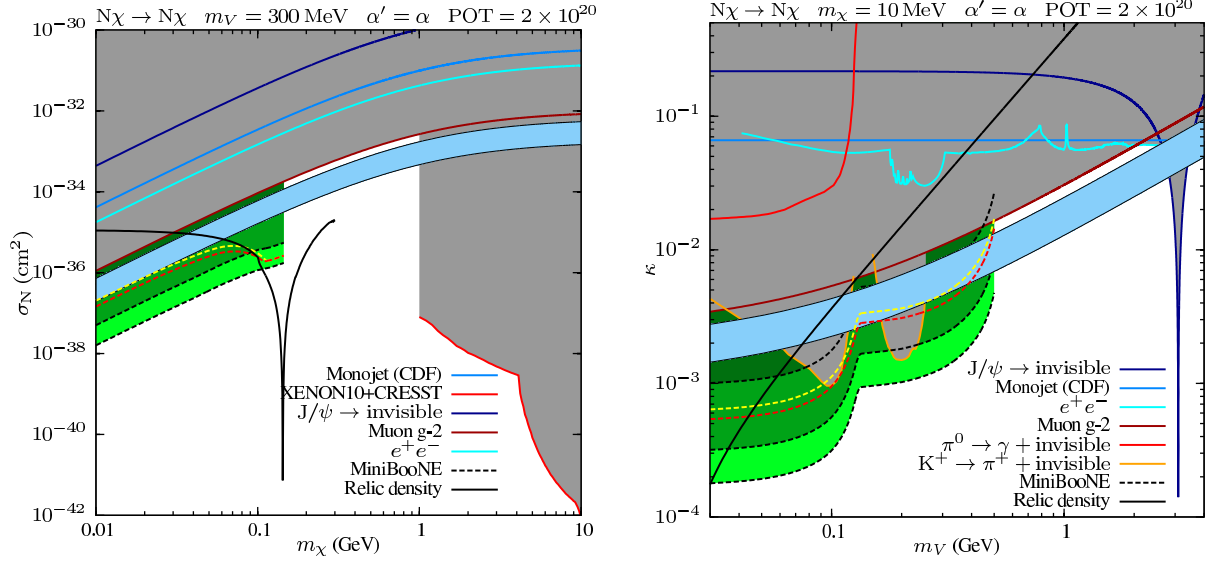 Nχ → Nχ   m_V = 300 MeV   α′ = α   POT = 2 × 10^20
10^-30
10^-32
10^-34
10^-36
10^-38
10^-40
10^-42
σ_N (cm^2)
Monojet (CDF)
XENON10+CRESST
J/ψ → invisible
Muon g-2
e^+e^-
MiniBooNE
Relic density
0.01
0.1
1
10
m_χ (GeV)
Nχ → Nχ   m_χ = 10 MeV   α′ = α   POT = 2 × 10^20
10^-1
10^-2
10^-3
10^-4
κ
J/ψ → invisible
Monojet (CDF)
e^+e^-
Muon g-2
π^0 → γ + invisible
K^+ → π^+ + invisible
MiniBooNE
Relic density
0.1
1
m_V (GeV)